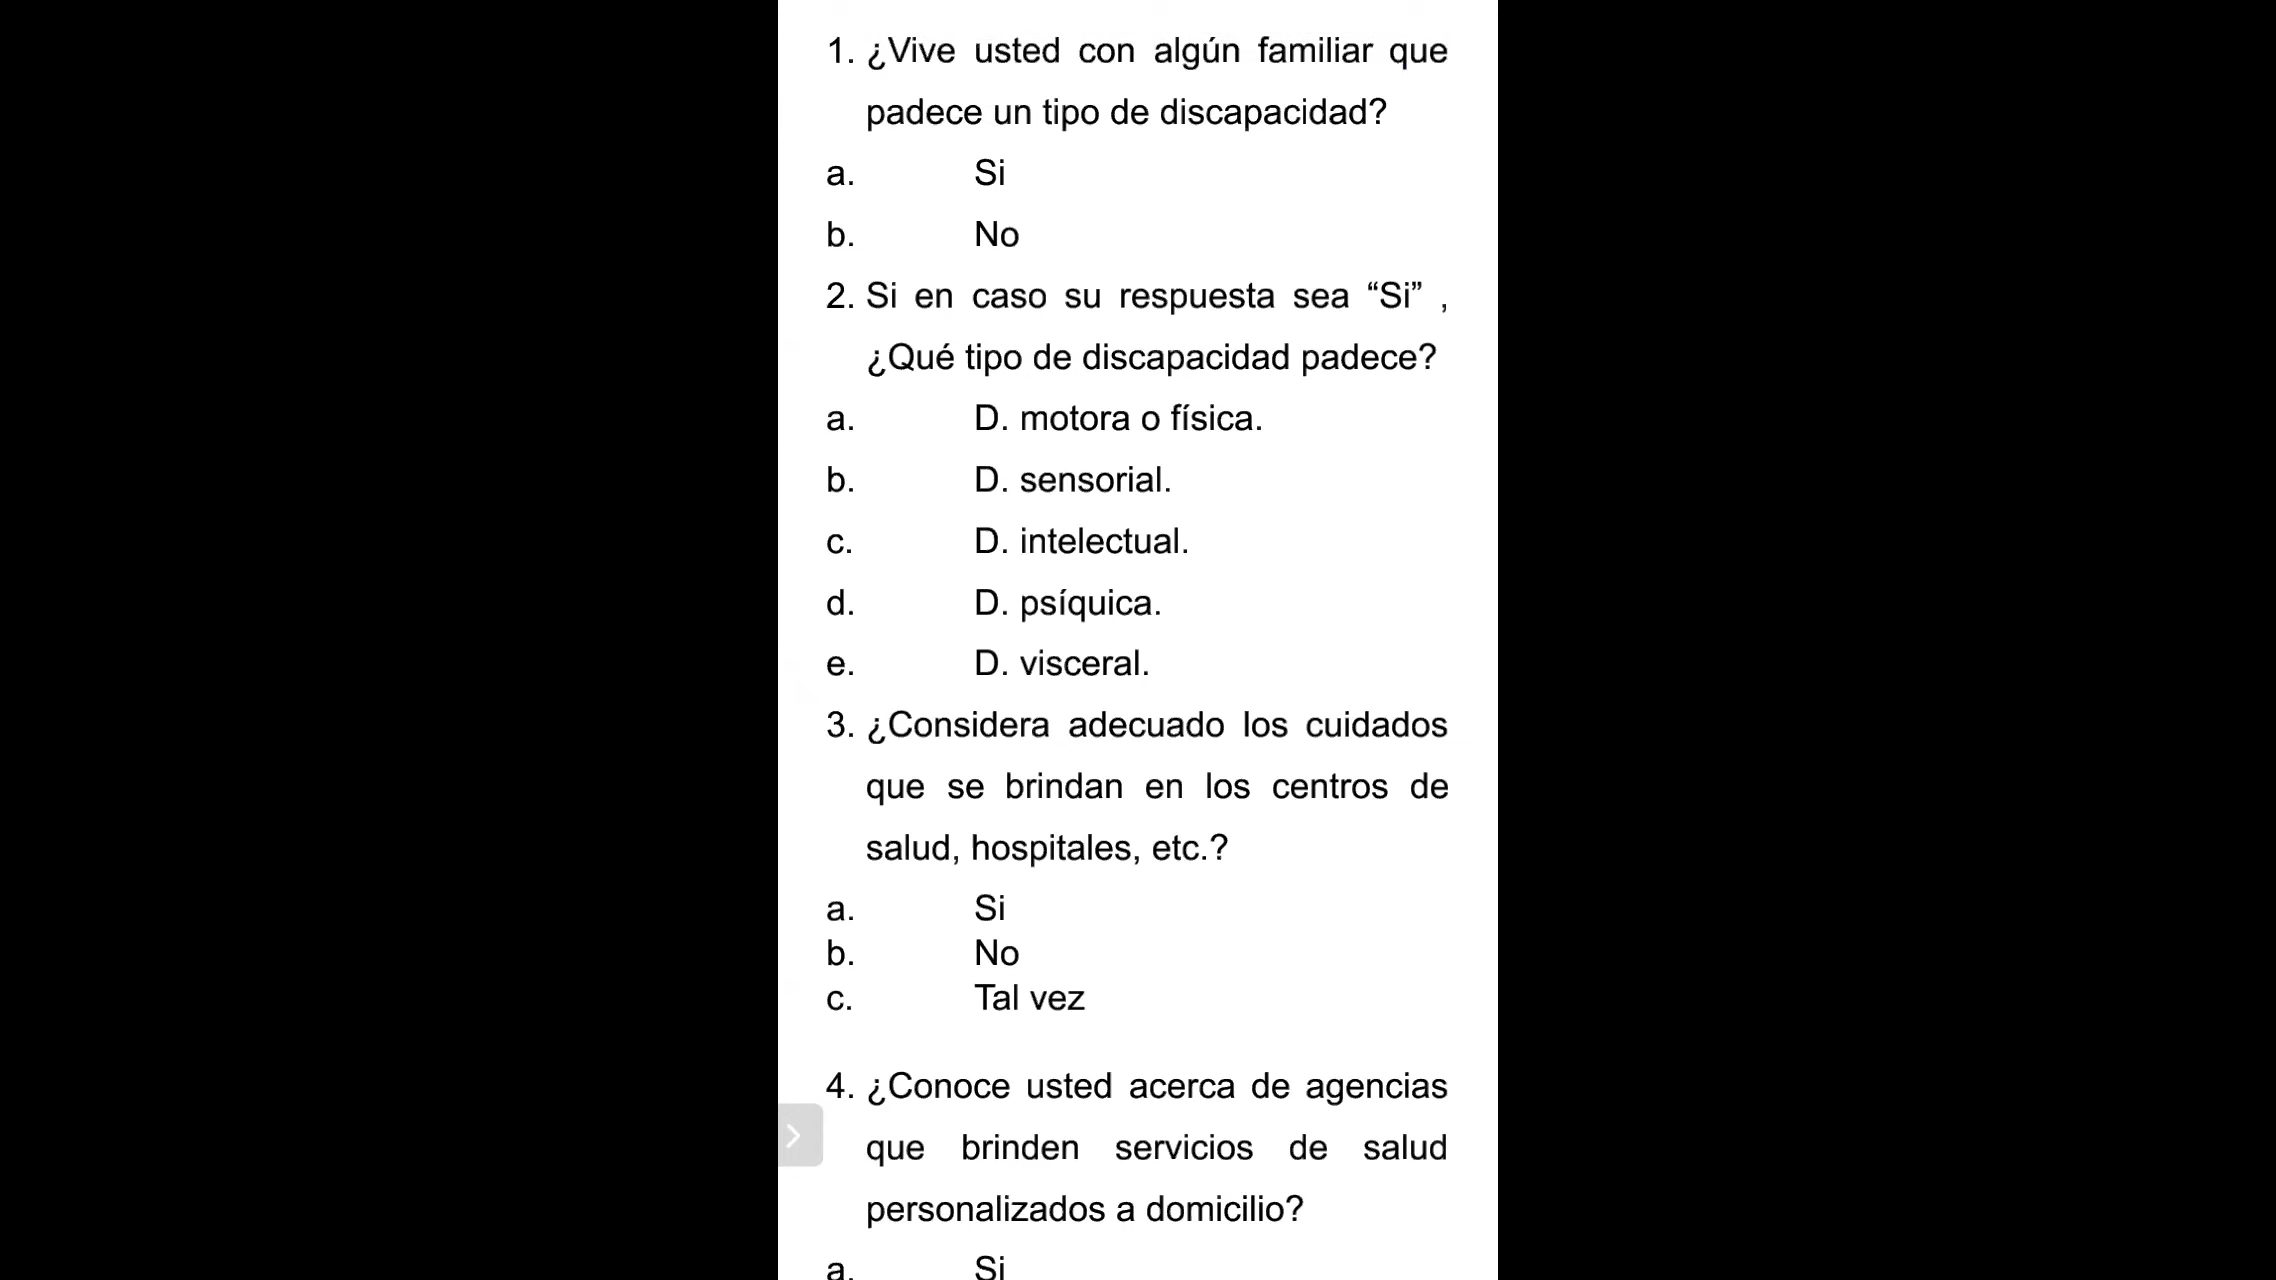 1. ¿Vive usted con algún familiar que
padece un tipo de discapacidad?
a. Si
b. No
2. Si en caso su respuesta sea “Si” ,
¿Qué tipo de discapacidad padece?
a. D. motora o física.
b. D. sensorial.
c. D. intelectual.
d. D. psíquica.
e. D. visceral.
3. ¿Considera adecuado los cuidados
que se brindan en los centros de
salud, hospitales, etc.?
a. Si
b. No
c. Tal vez
4. ¿Conoce usted acerca de agencias
que brinden servicios de salud
personalizados a domicilio?
a. Si